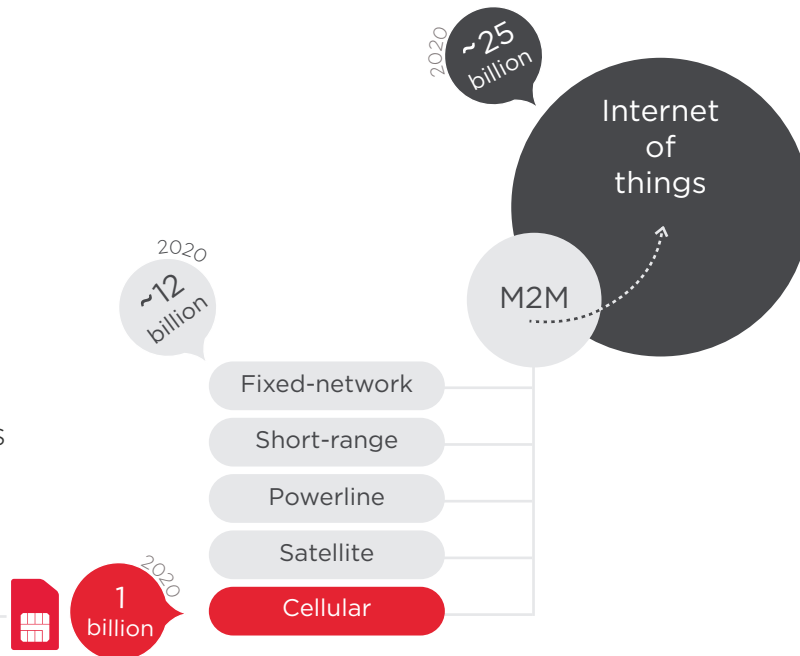 2020
~25
billion
Internet
of
things
2020
~12
billion
M2M
Fixed-network
Short-range
s
Powerline
Satellite
2020
1
billion
Cellular